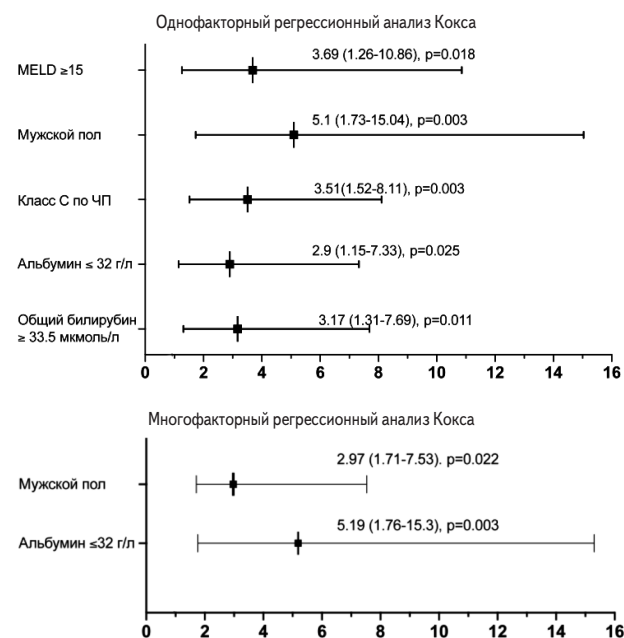 Однофакторный регрессионный анализ Кокса
3.69 (1.26-10.86), p=0.018
MELD ≥15
5.1 (1.73-15.04), p=0.003
Мужской пол
3.51(1.52-8.11), p=0.003
Класс С по ЧП
2.9 (1.15-7.33), p=0.025
Альбумин ≤ 32 г/л
Общий билирубин
3.17 (1.31-7.69), p=0.011
≥ 33.5 мкмоль/л
0 2 4 6 8 10 12 14 16
Многофакторный регрессионный анализ Кокса
2.97 (1.71-7.53). p=0.022
Мужской пол
5.19 (1.76-15.3), p=0.003
Альбумин ≤32 г/л
0 2 4 6 8 10 12 14 16